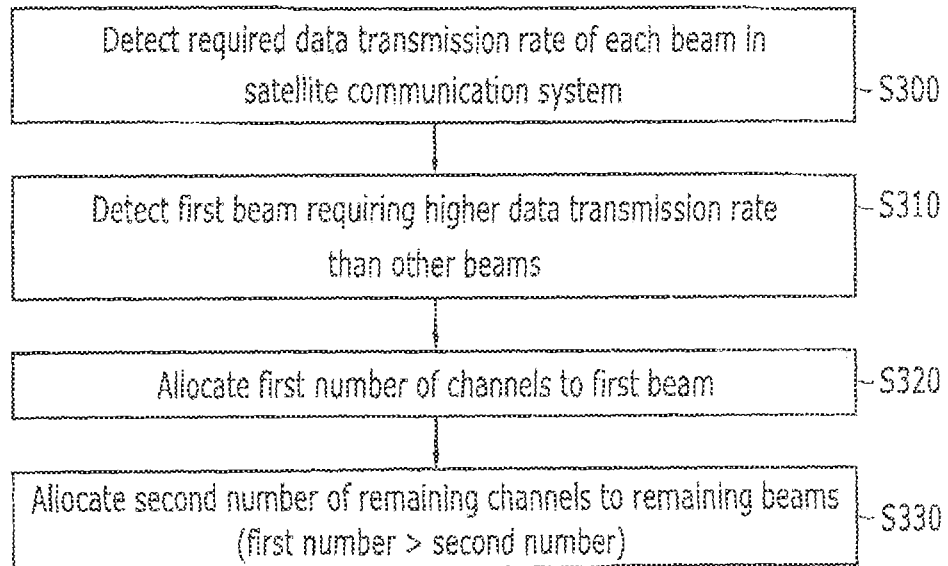 Detect required data transmission rate of each beam in
satellite communication system
S300
Detect first beam requiring higher data transmission rate
than other beams
S310
Allocate first number of channels to first beam
S320
Allocate second number of remaining channels to remaining beams
(first number > second number)
S330